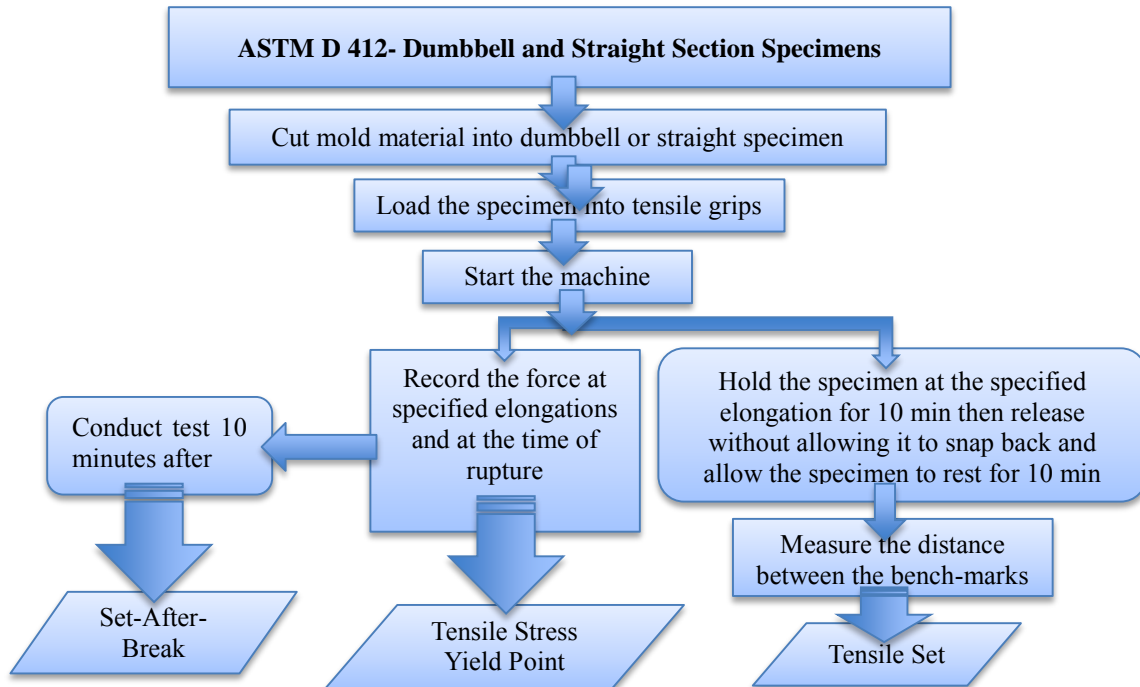 ASTM D 412- Dumbbell and Straight Section Specimens
Cut mold material into dumbbell or straight specimen
Load the specimen into tensile grips
Start the machine
Record the force at
specified elongations
and at the time of
rupture
Hold the specimen at the specified
elongation for 10 min then release
without allowing it to snap back and
allow the specimen to rest for 10 min
Conduct test 10
minutes after
Measure the distance
between the bench-marks
Set-After-
Break
Tensile Stress
Yield Point
Tensile Set